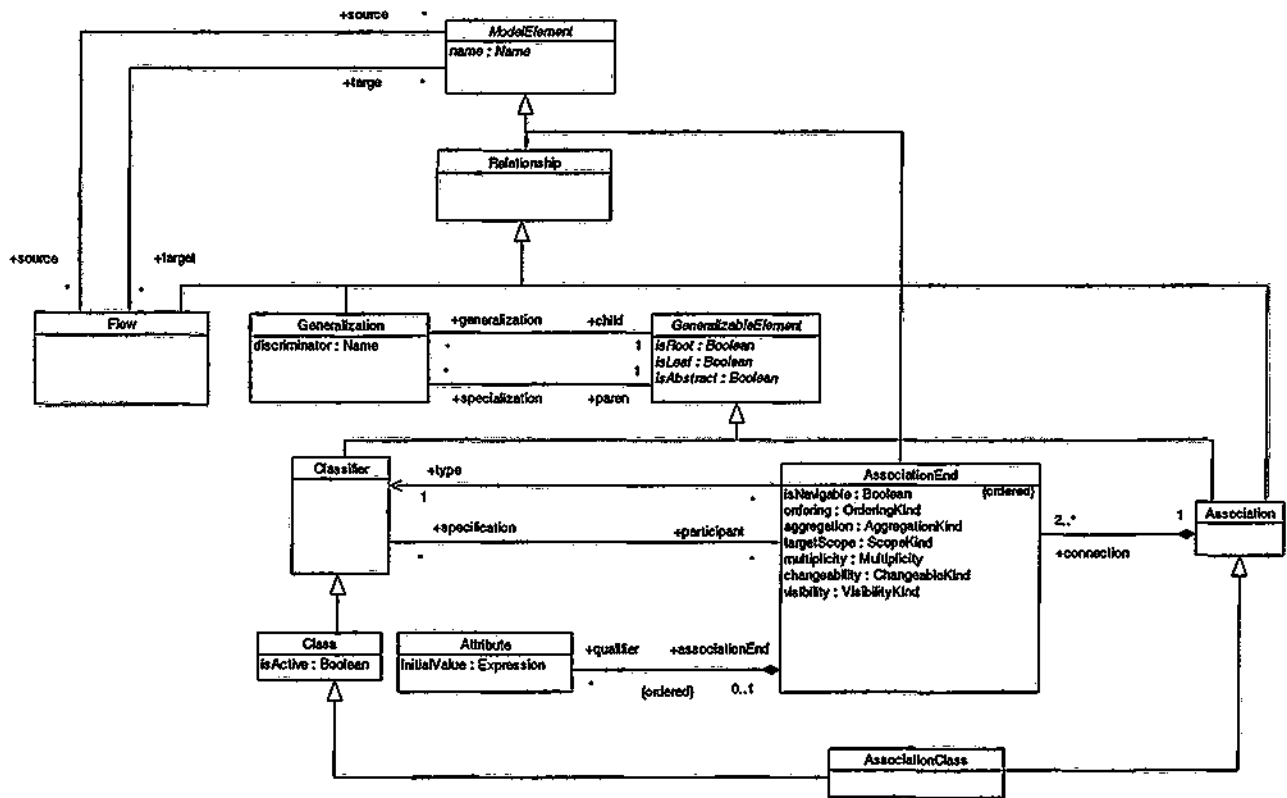 +source *
ModelElement
name : Name
+targe *
Relationship
+source +target
* *
Flow
Generalization
discriminator : Name
+generalization +child
* 1
* 1
+specialization +paren
GeneralizableElement
isRoot : Boolean
isLeaf : Boolean
isAbstract : Boolean
Classifier
+type
1 *
+specification +participant
* *
AssociationEnd
{ordered}
isNavigable : Boolean
ordering : OrderingKind
aggregation : AggregationKind
targetScope : ScopeKind
multiplicity : Multiplicity
changeability : ChangeableKind
visibility : VisibilityKind
2..* 1
+connection
Association
Class
isActive : Boolean
Attribute
initialValue : Expression
+qualifier +associationEnd
* {ordered} 0..1
AssociationClass